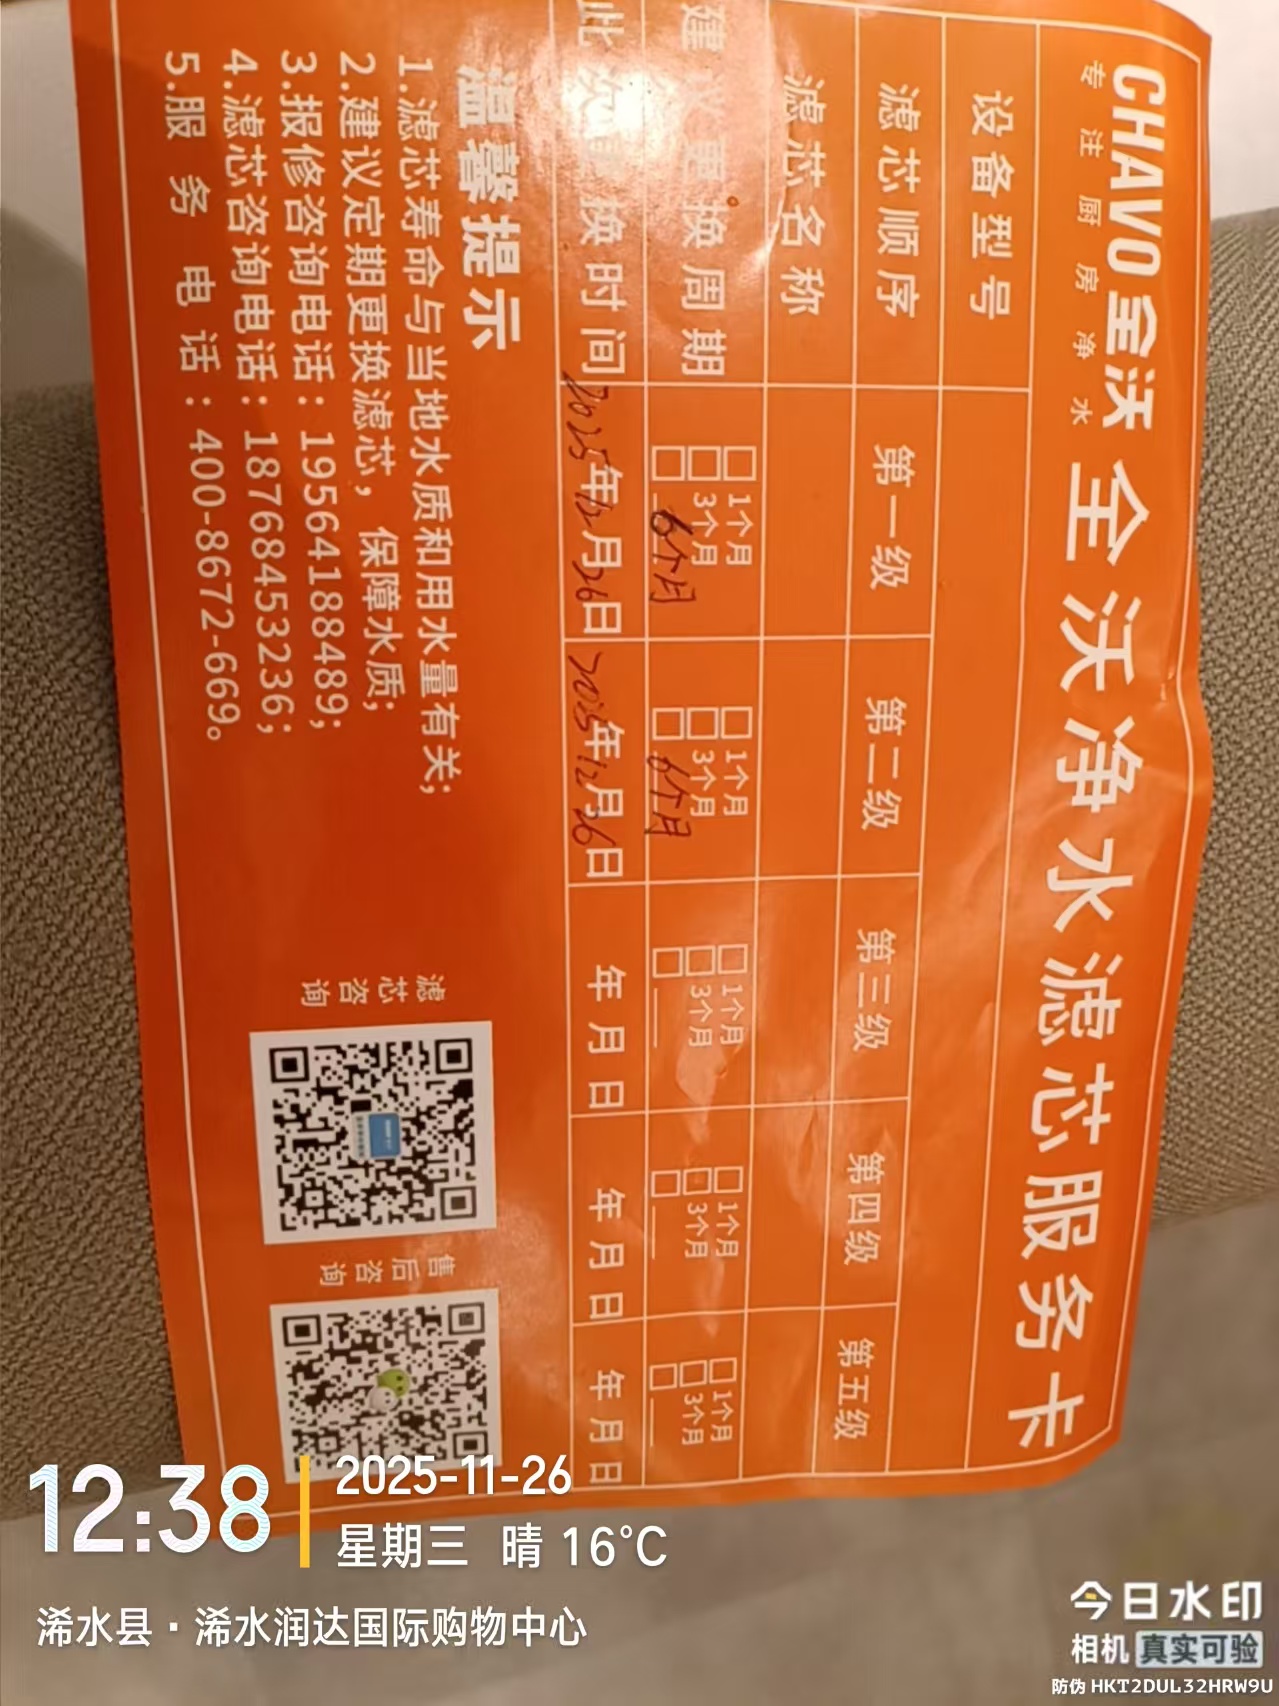 CHAVO 全沃
专注厨房净水
全沃净水滤芯服务卡
设备型号
滤芯顺序 第一级 第二级 第三级 第四级 第五级
滤芯名称
建议更换周期 □1个月 □1个月 □1个月 □1个月 □1个月
□3个月 □3个月 □3个月 □3个月 □3个月
□6个月 □6个月 □ □ □
此次更换时间 2025年12月26日 2025年12月26日 年月日 年月日 年月日
温馨提示
1.滤芯寿命与当地水质和用水量有关;
2.建议定期更换滤芯,保障水质;
3.报修咨询电话:19564188489;
4.滤芯咨询电话:18768453236;
5.服务电话:400-8672-669。
滤芯咨询
售后咨询
12:38
2025-11-26
星期三 晴 16°C
浠水县·浠水润达国际购物中心
今日水印
相机 真实可验
防伪 HKT2DUL32HRW9U